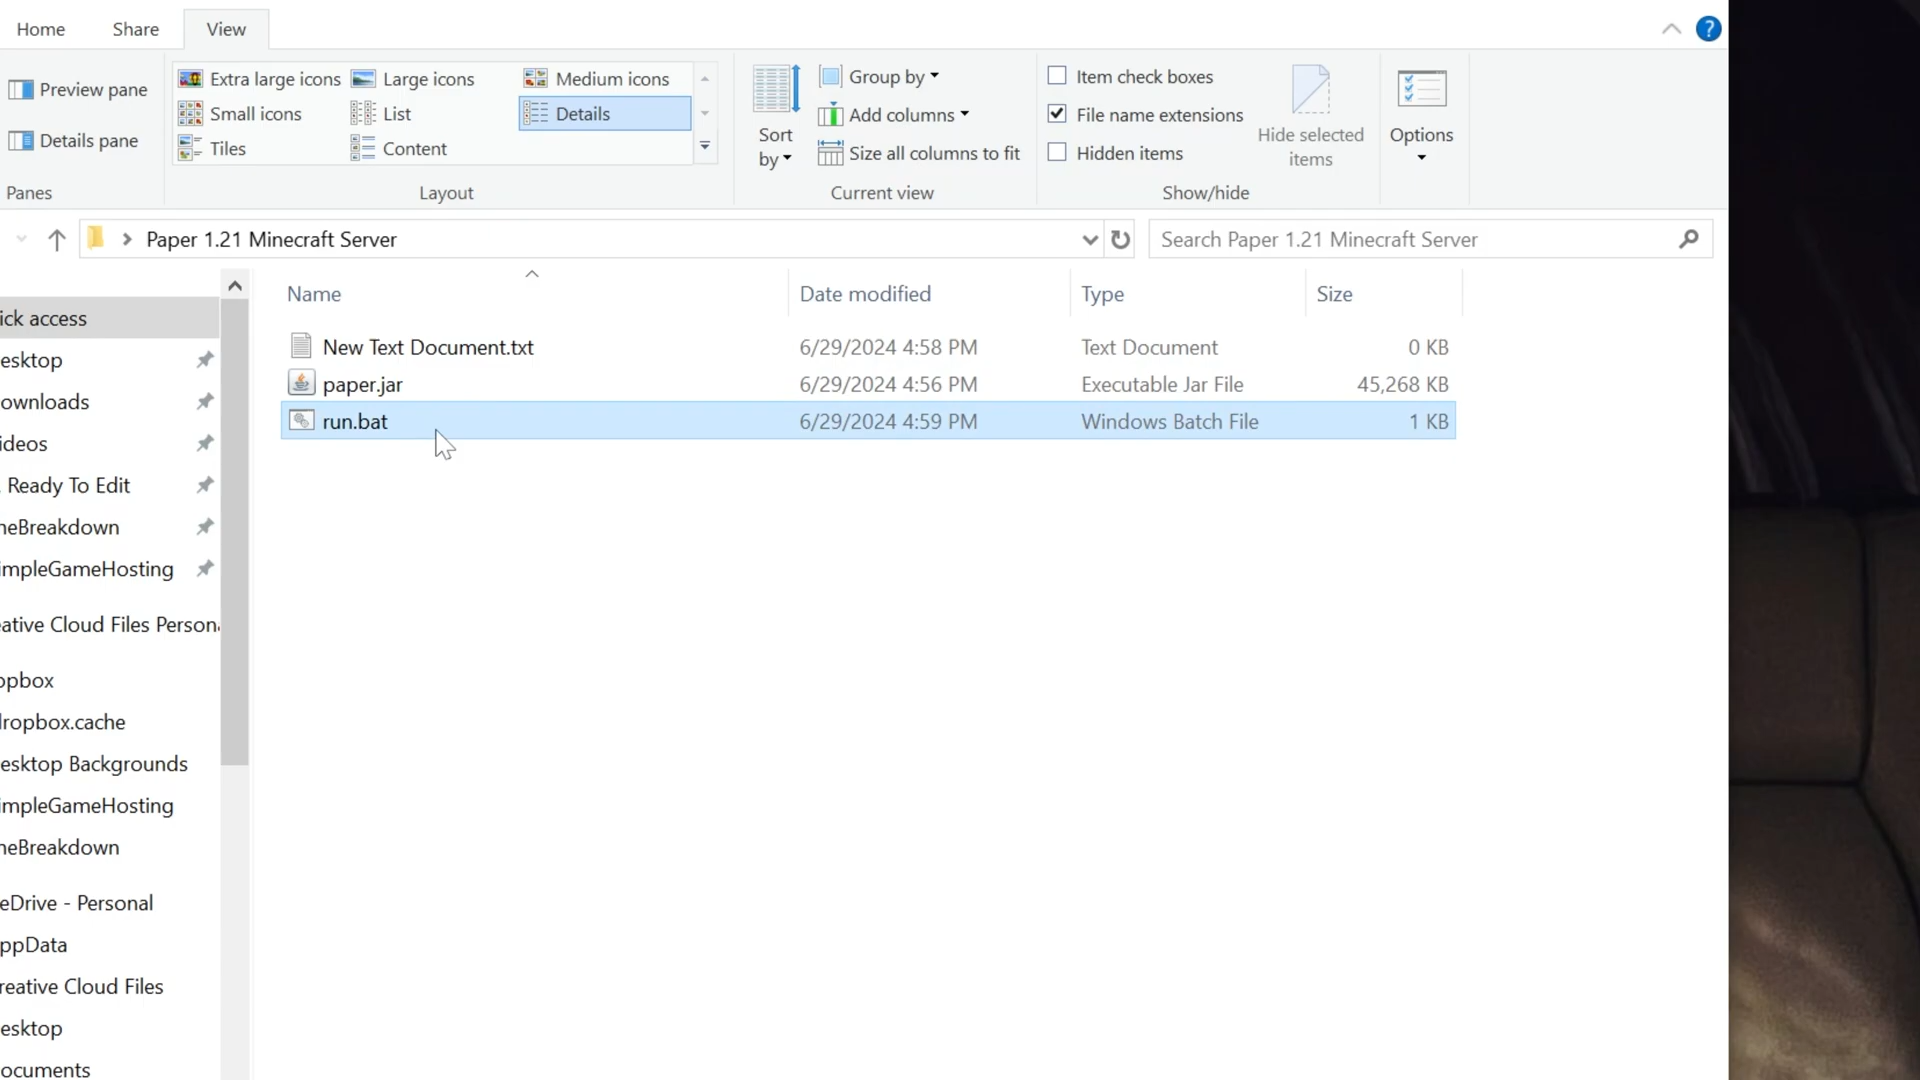 Home Share View
Preview pane
Details pane
Panes
Extra large icons Large icons Medium icons
Small icons List Details
Tiles Content
Layout
Sort by
Group by
Add columns
Size all columns to fit
Current view
Item check boxes
File name extensions
Hidden items
Hide selected items
Show/hide
Options
Paper 1.21 Minecraft Server
Search Paper 1.21 Minecraft Server
Name Date modified Type Size
New Text Document.txt 6/29/2024 4:58 PM Text Document 0 KB
paper.jar 6/29/2024 4:56 PM Executable Jar File 45,268 KB
run.bat 6/29/2024 4:59 PM Windows Batch File 1 KB
ick access
esktop
ownloads
ideos
. Ready To Edit
neBreakdown
impleGameHosting
eative Cloud Files Person
opbox
dropbox.cache
esktop Backgrounds
impleGameHosting
neBreakdown
eDrive - Personal
ppData
reative Cloud Files
esktop
ocuments